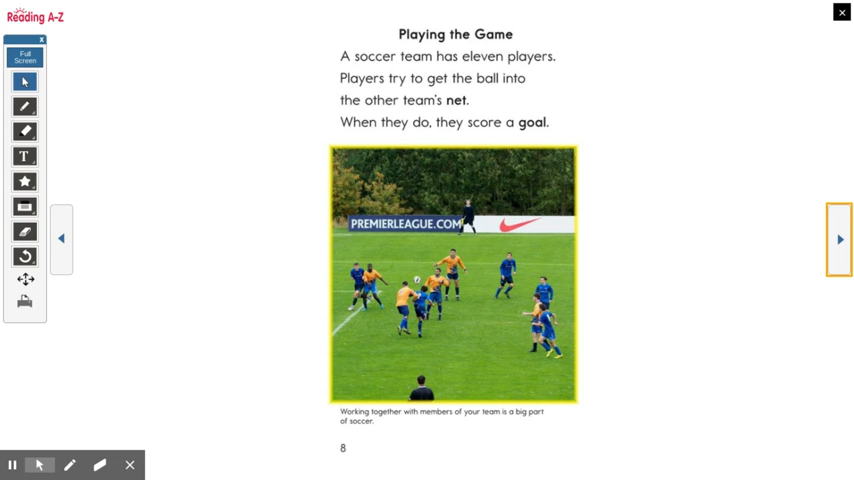 Reading A-Z
x
Full
Screen
T
Playing the Game
A soccer team has eleven players.
Players try to get the ball into
the other team's net.
When they do, they score a goal.
PREMIERLEAGUE.COM
Working together with members of your team is a big part
of soccer.
8